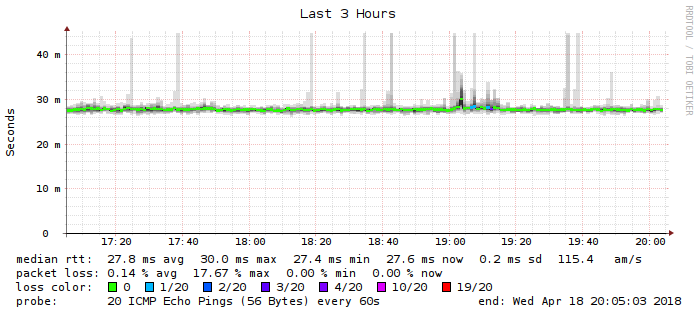 Last 3 Hours
RRDTOOL / TOBI OETIKER
Seconds
40 m
30 m
20 m
10 m
0
17:20 17:40 18:00 18:20 18:40 19:00 19:20 19:40 20:00
median rtt: 27.8 ms avg 30.0 ms max 27.4 ms min 27.6 ms now 0.2 ms sd 115.4 am/s
packet loss: 0.14 % avg 17.67 % max 0.00 % min 0.00 % now
loss color: 0 1/20 2/20 3/20 4/20 10/20 19/20
probe: 20 ICMP Echo Pings (56 Bytes) every 60s end: Wed Apr 18 20:05:03 2018